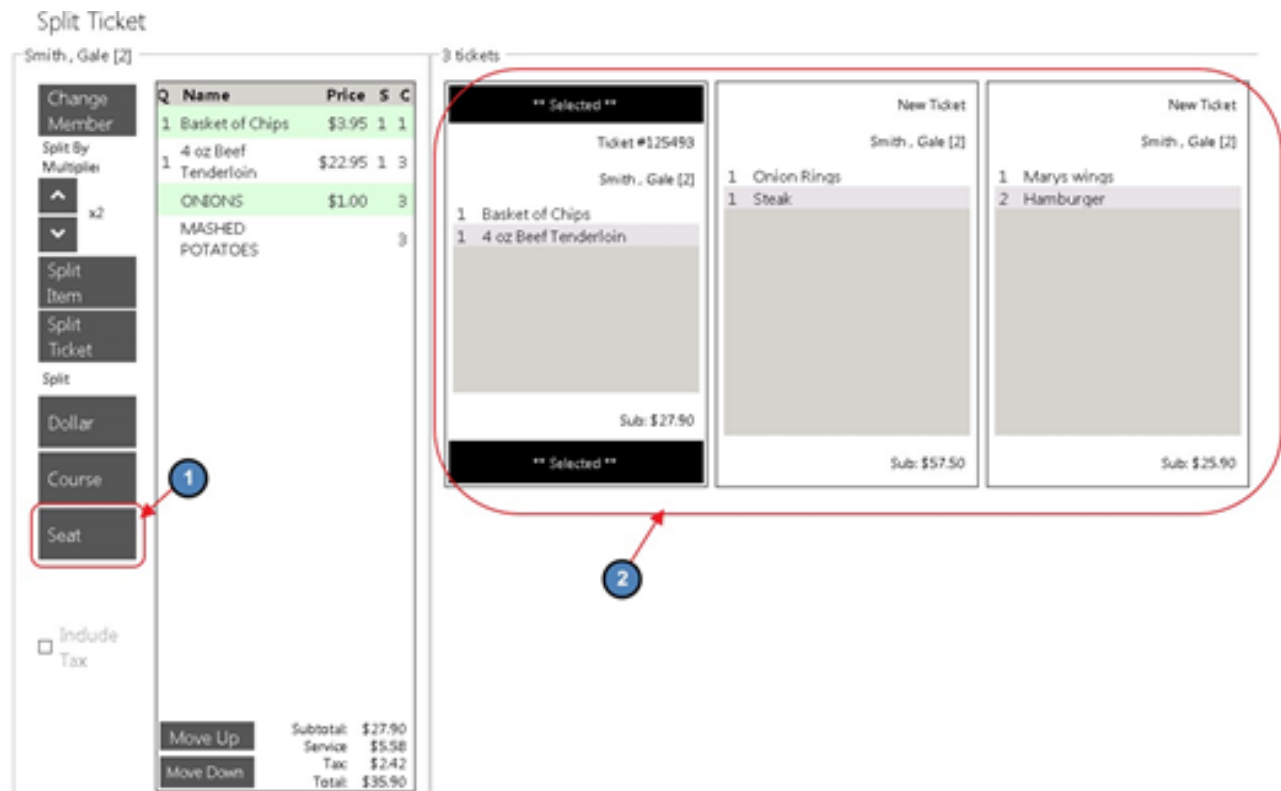 Split Ticket
Smith, Gale [2]
Change
Member
Split By
Multiplier
x2
Split
Item
Split
Ticket
Split
Dollar
Course
Seat
Include
Tax
Q Name Price S C
1 Basket of Chips $3.95 1 1
1 4 oz Beef Tenderloin $22.95 1 3
ONIONS $1.00 3
MASHED
POTATOES 3
Move Up
Move Down
Subtotal: $27.90
Service $5.58
Tax: $2.42
Total: $35.90
1
3 tickets
** Selected **
Ticket #125493
Smith, Gale [2]
1 Basket of Chips
1 4 oz Beef Tenderloin
Sub: $27.90
** Selected **
New Ticket
Smith, Gale [2]
1 Onion Rings
1 Steak
Sub: $57.50
New Ticket
Smith, Gale [2]
1 Marys wings
2 Hamburger
Sub: $25.90
2